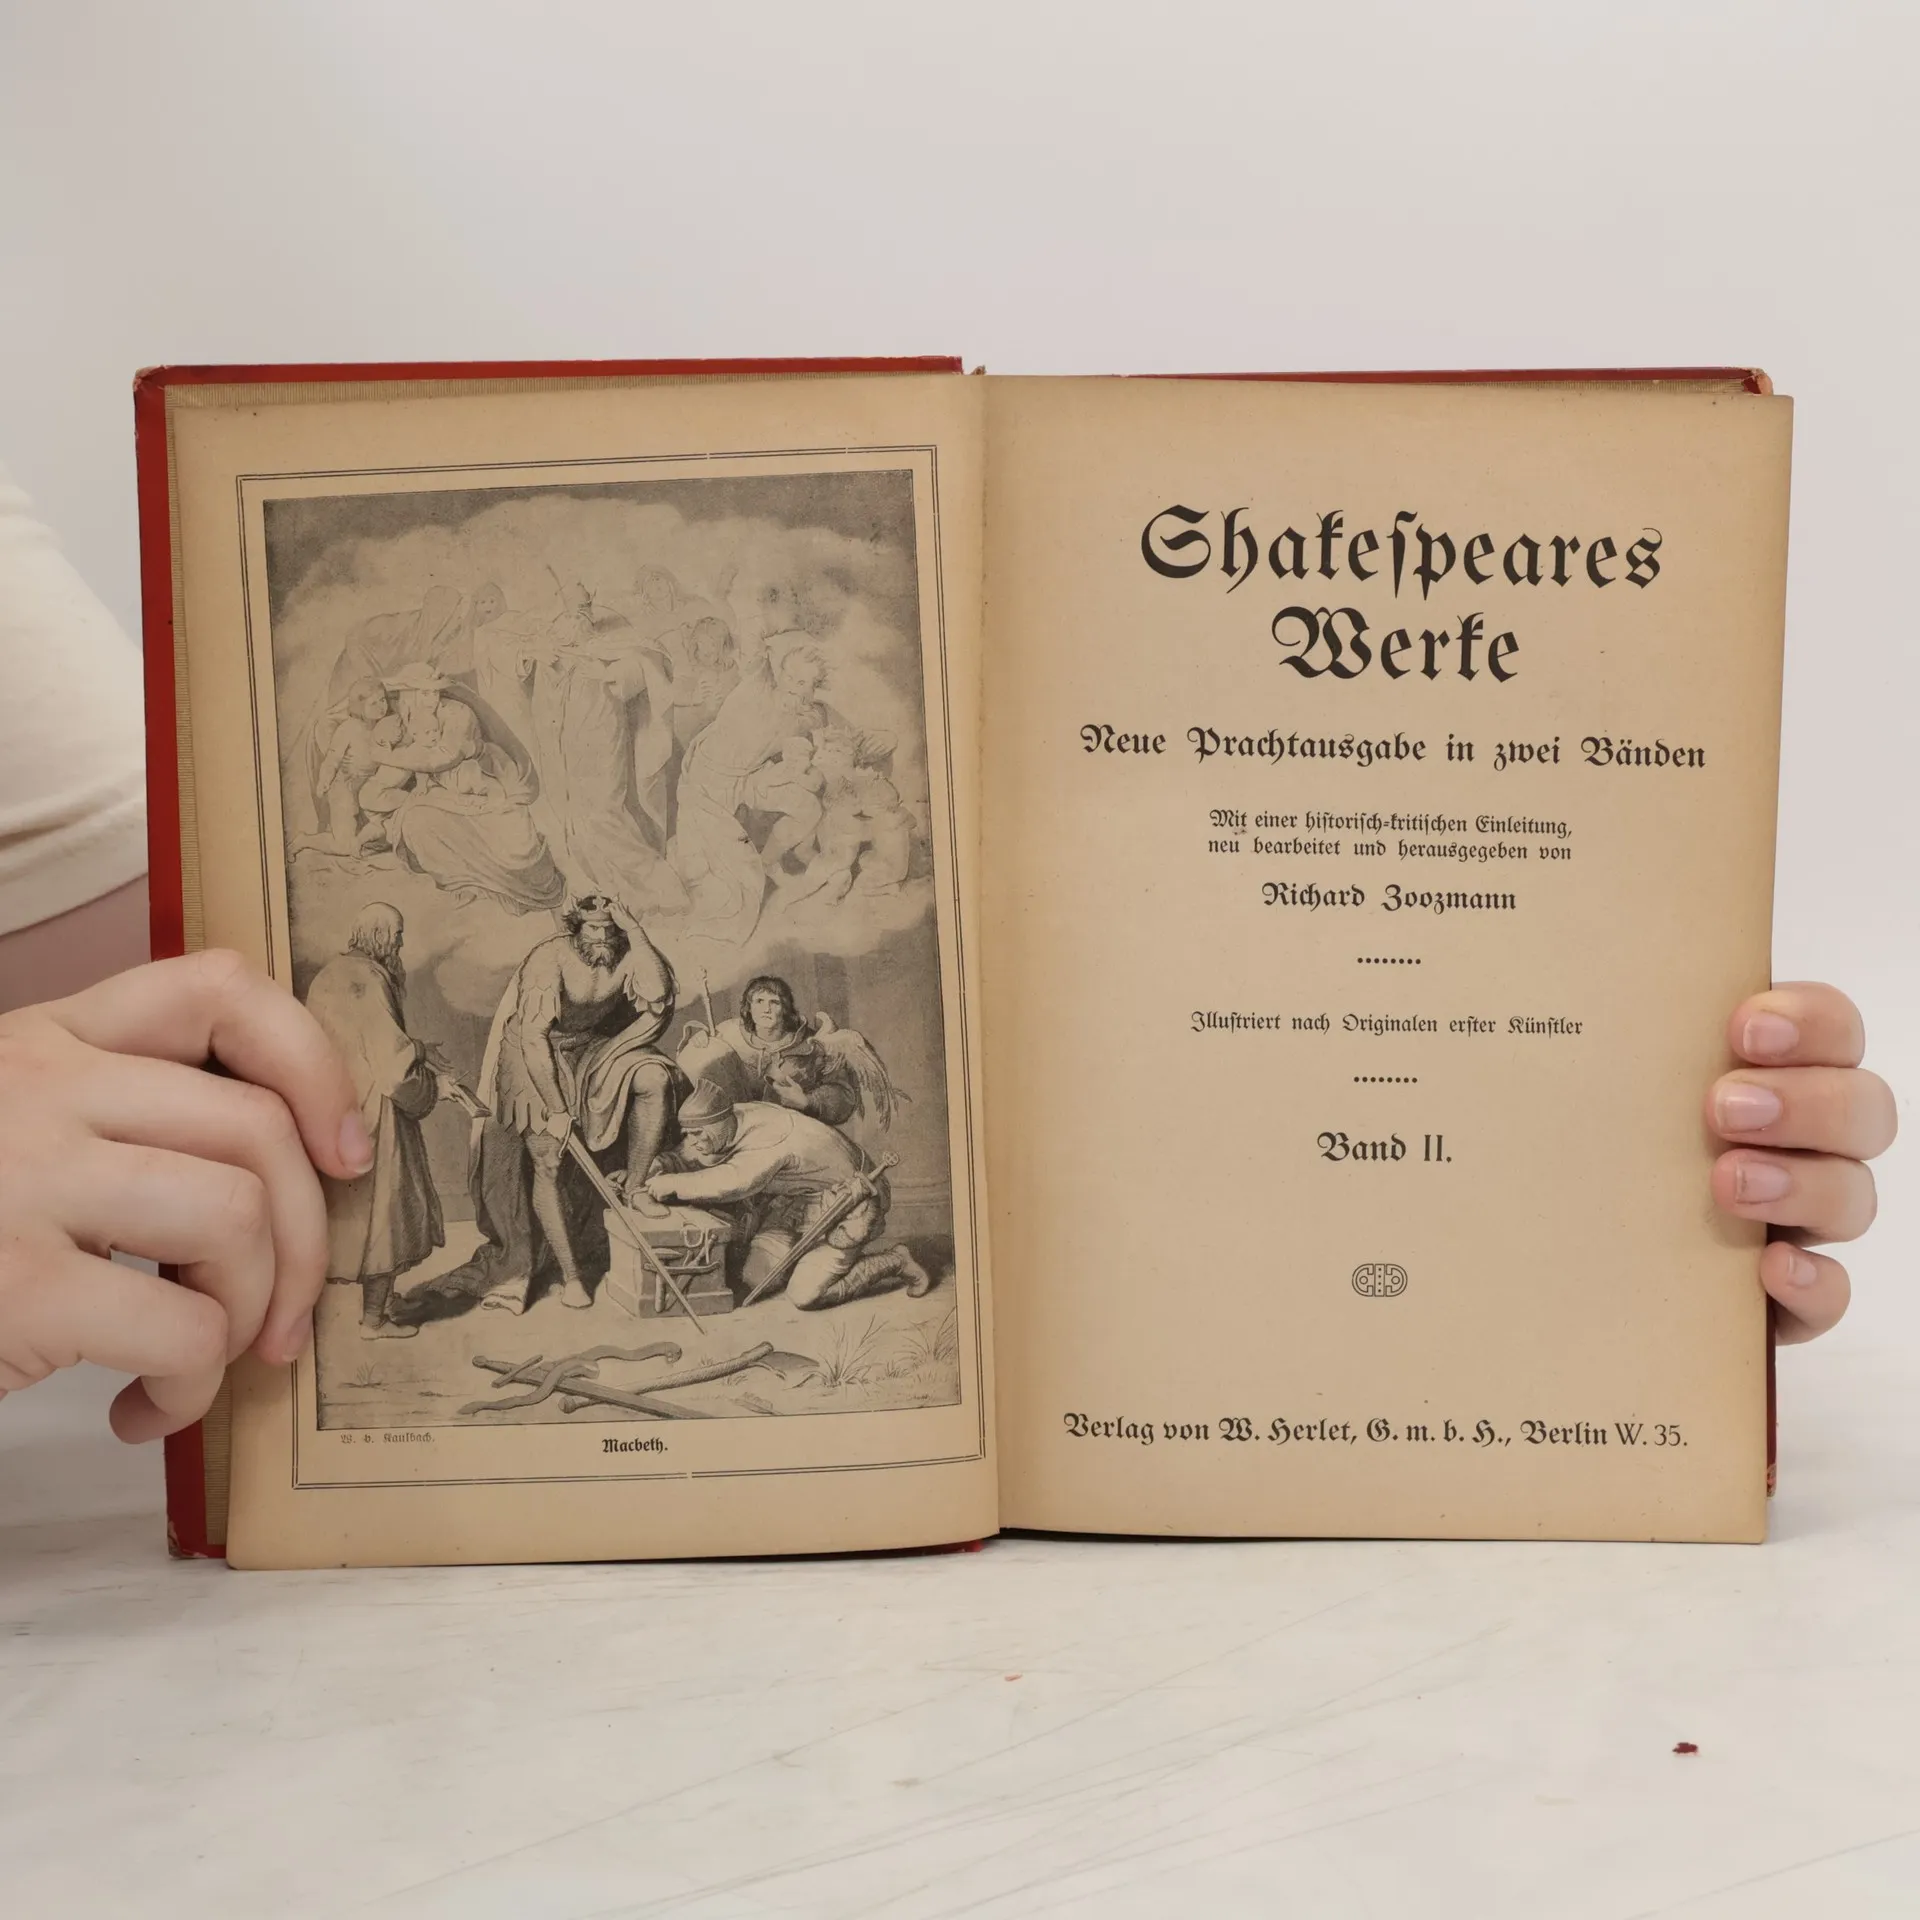 W. v. Kaulbach.
Macbeth.
Shakeſpeares
Werke
Neue Prachtausgabe in zwei Bänden
Mit einer hiſtoriſch-kritiſchen Einleitung,
neu bearbeitet und herausgegeben von
Richard Zoozmann
Illuſtriert nach Originalen erſter Künſtler
Band II.
Verlag von W. Herlet, G. m. b. H., Berlin W. 35.